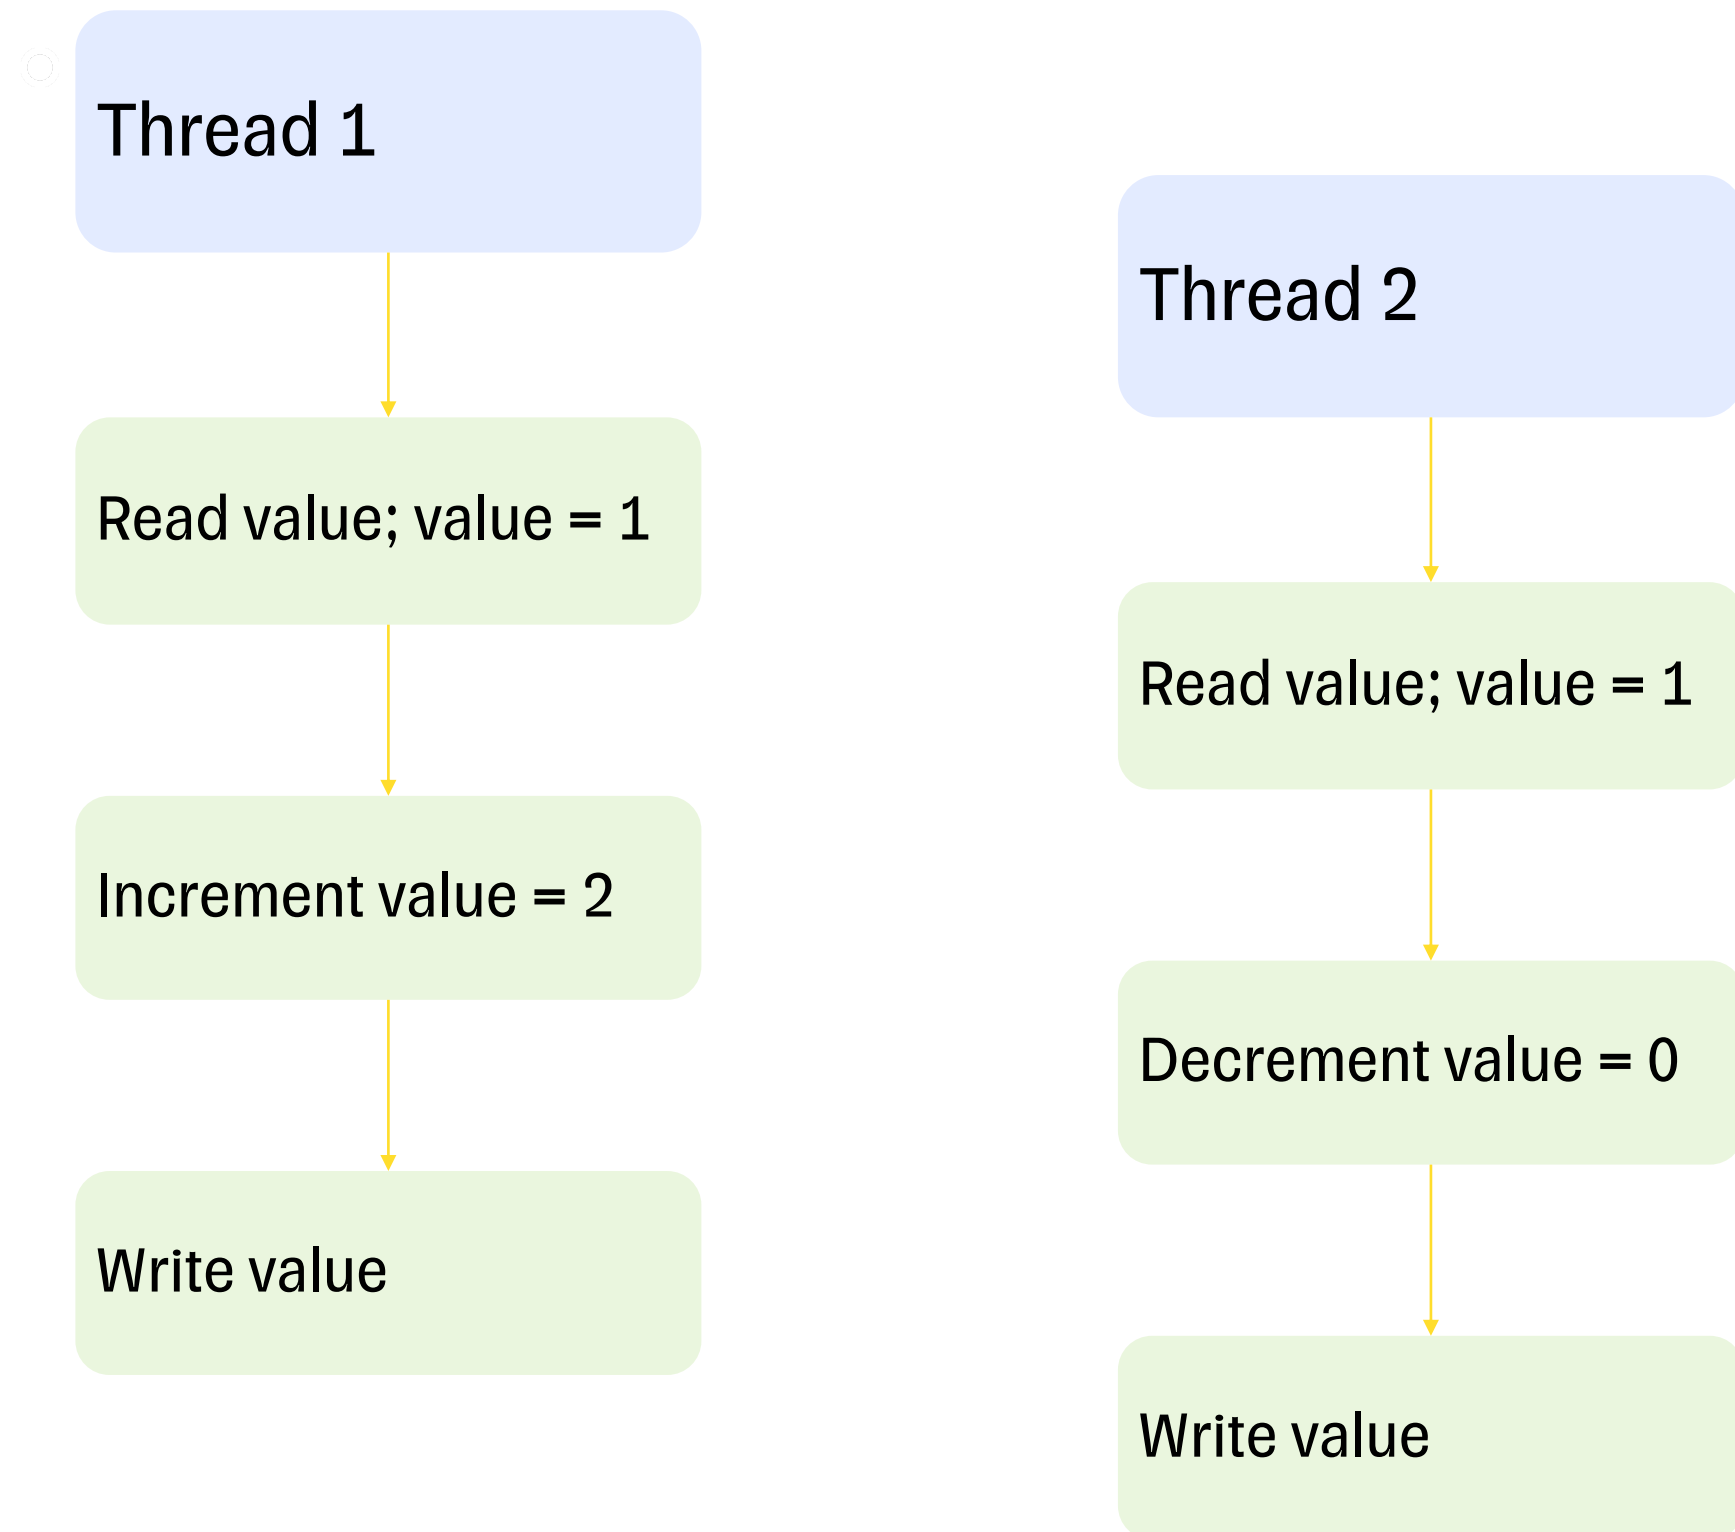 Thread 1
Read value; value = 1
Increment value = 2
Write value
Thread 2
Read value; value = 1
Decrement value = 0
Write value